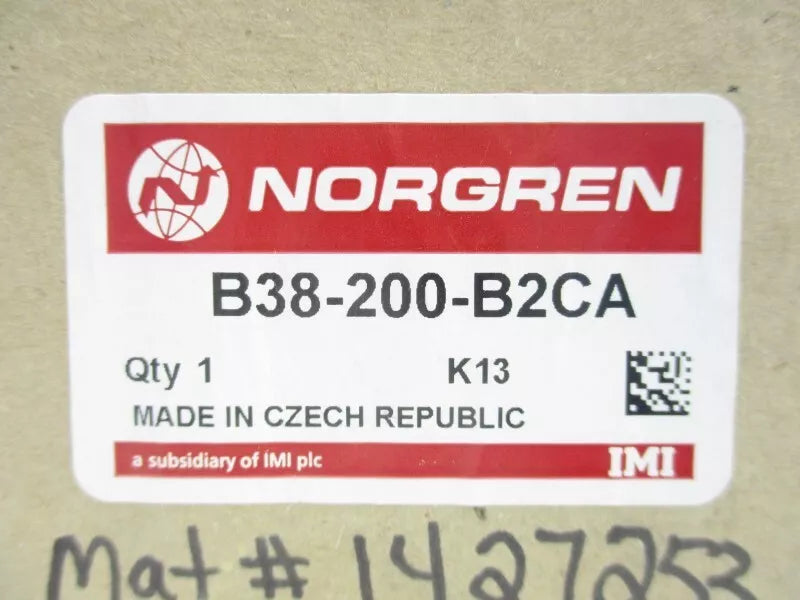 NORGREN
B38-200-B2CA
Qty 1 K13
MADE IN CZECH REPUBLIC
a subsidiary of IMI plc IMI
Mat # 1427253